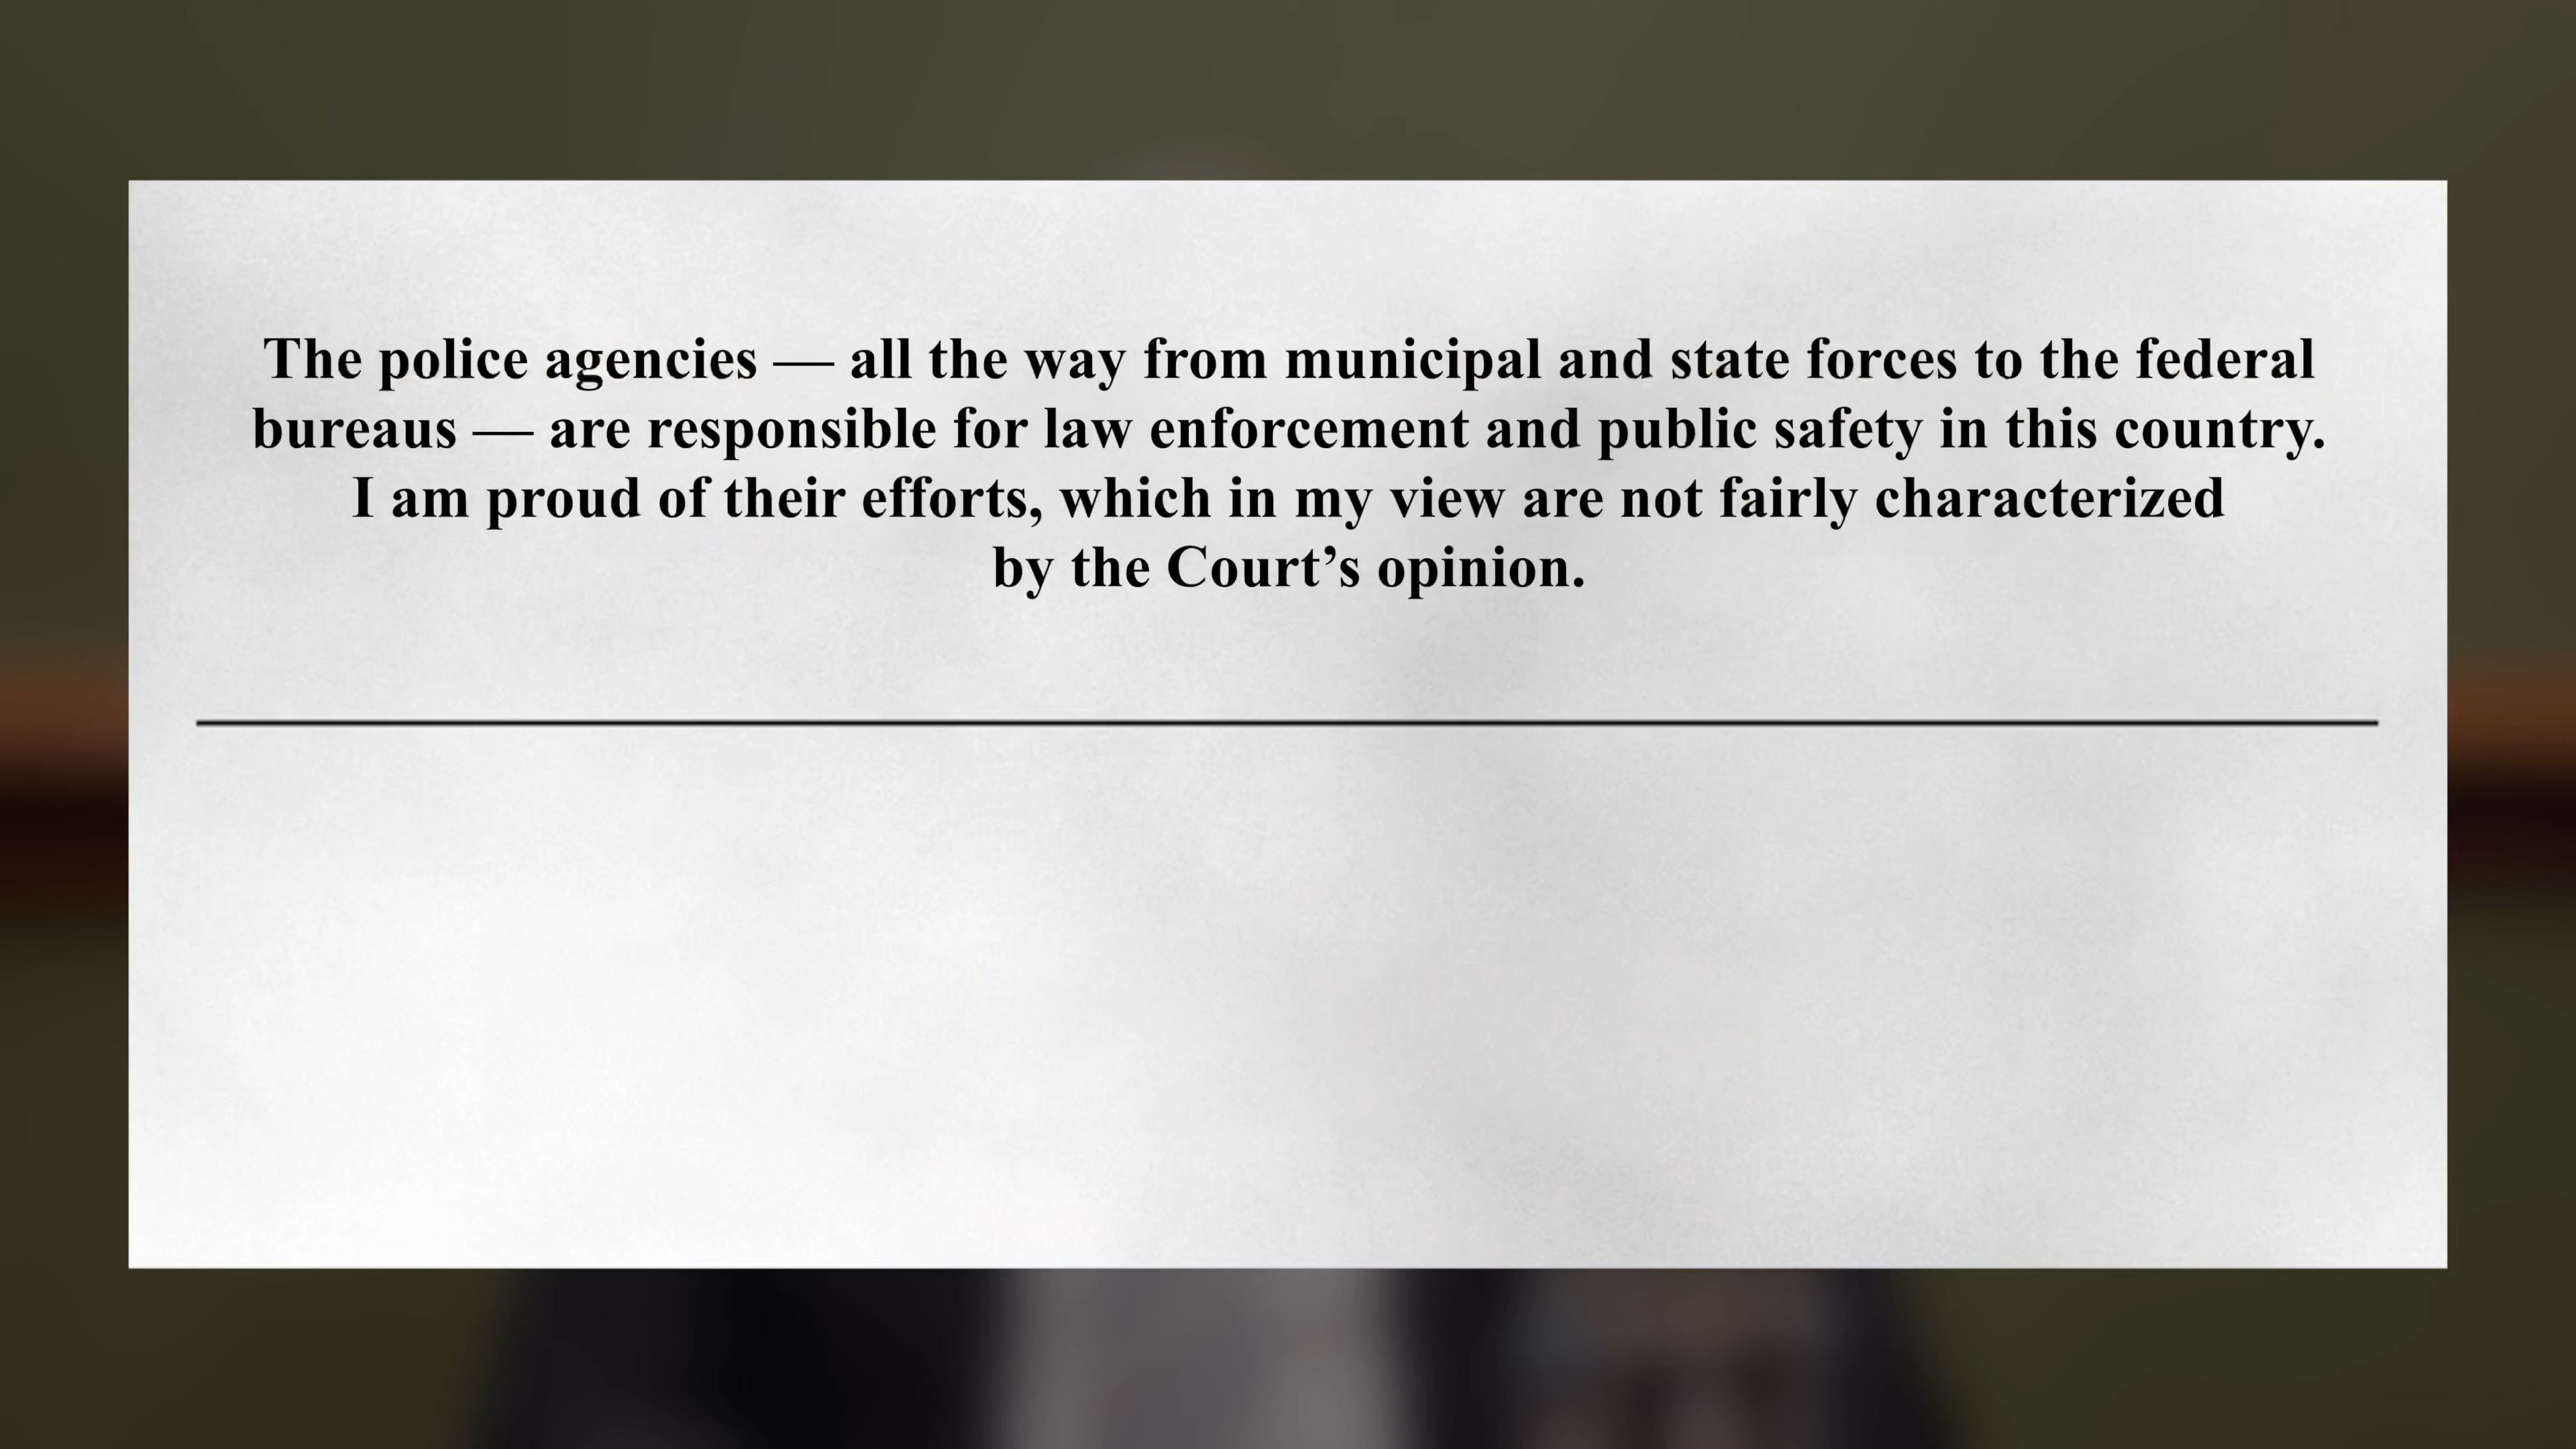 The police agencies — all the way from municipal and state forces to the federal
bureaus — are responsible for law enforcement and public safety in this country.
I am proud of their efforts, which in my view are not fairly characterized
by the Court’s opinion.